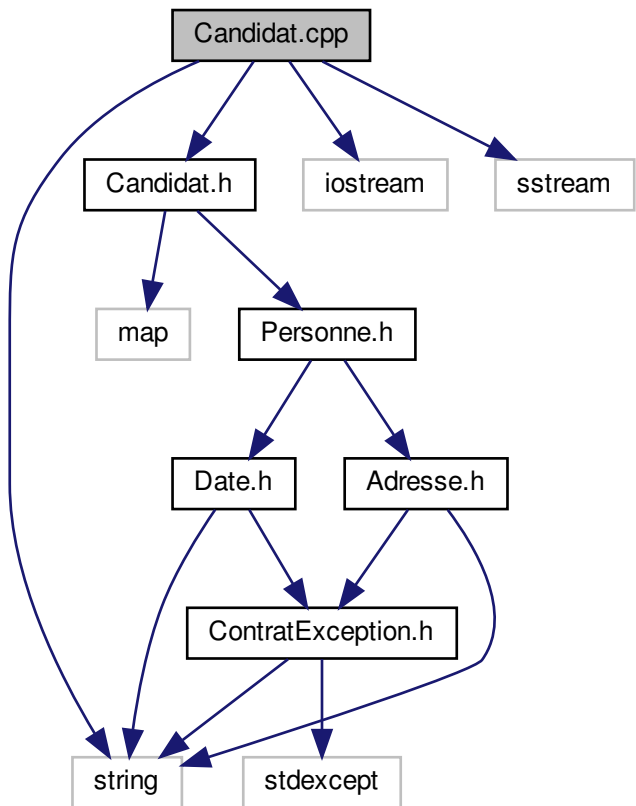 Candidat.cpp
Candidat.h
iostream
sstream
map
Personne.h
Date.h
Adresse.h
ContratException.h
string
stdexcept